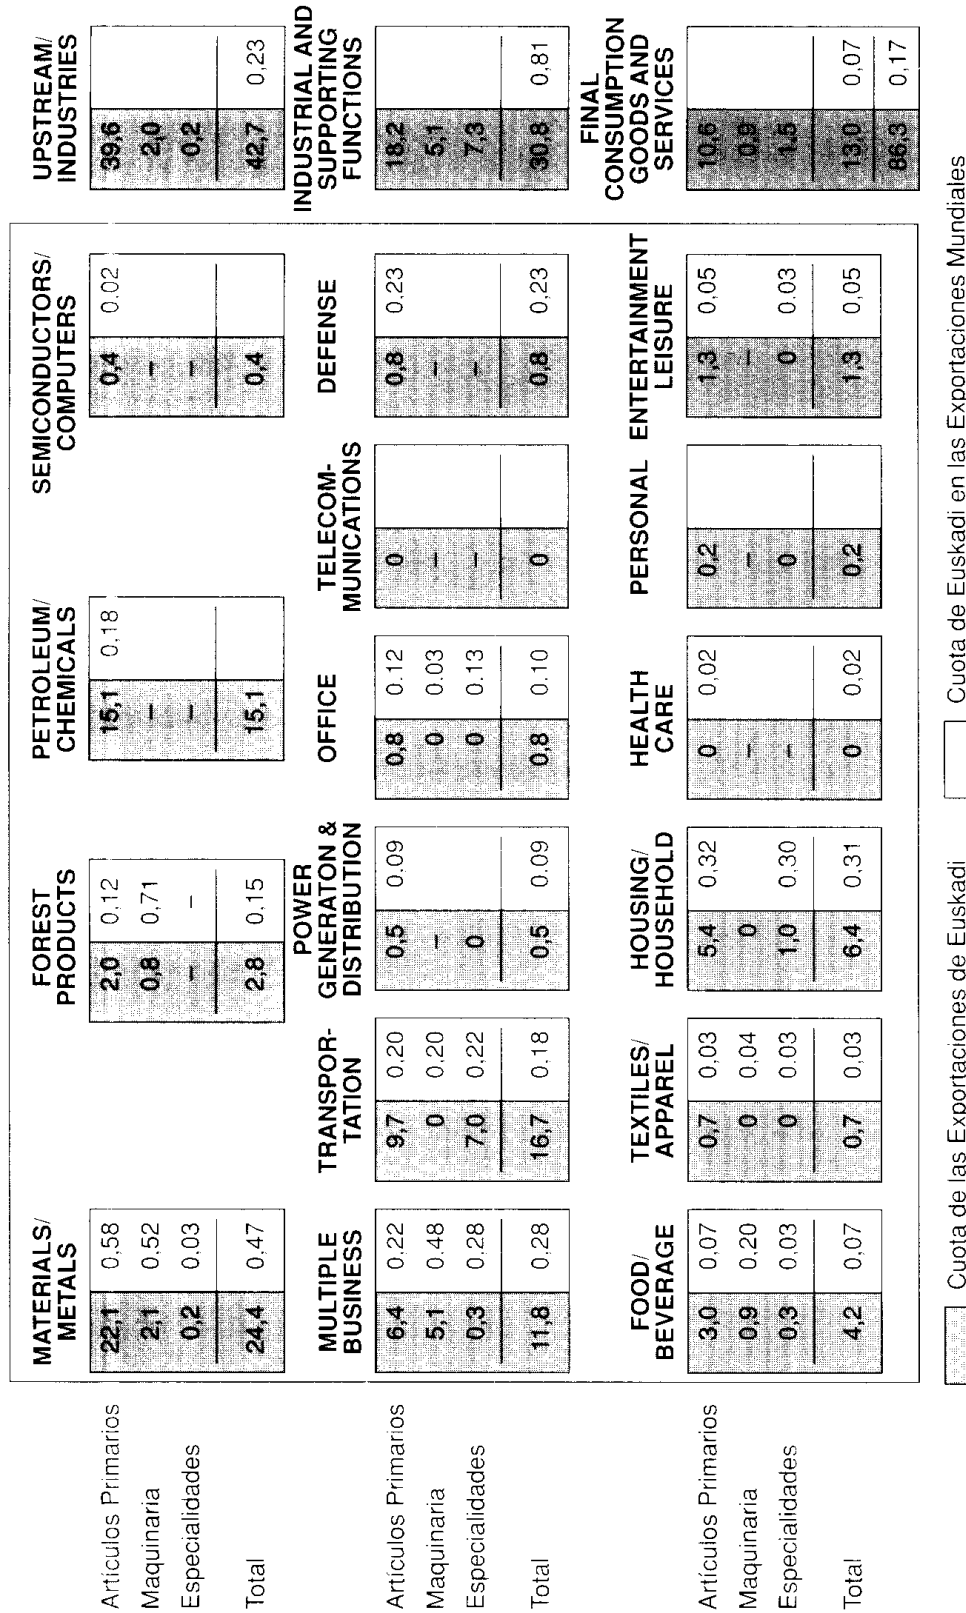 MATERIALS/ FOREST PETROLEUM/ SEMICONDUCTORS/ UPSTREAM/
METALS PRODUCTS CHEMICALS COMPUTERS INDUSTRIES
Artículos Primarios 22,1 0,58 2,0 0,12 15,1 0,18 0,4 0.02 39,6
Maquinaria 2,1 0.52 0,8 0,71 – – 2,0
Especialidades 0,2 0.03 – – – – 0,2
Total 24,4 0,47 2,8 0,15 15,1 0,4 42,7 0,23
MULTIPLE TRANSPOR- POWER OFFICE TELECOM- DEFENSE INDUSTRIAL AND
BUSINESS TATION GENERATON & MUNICATIONS SUPPORTING
DISTRIBUTION FUNCTIONS
Artículos Primarios 6,4 0.22 9,7 0,20 0,5 0.09 0,8 0.12 0 0,8 0,23 18,2
Maquinaria 5,1 0.48 0 0,20 – 0 0.03 – – 5,1
Especialidades 0,3 0,28 7,0 0,22 0 0 0.13 – – 7,3
Total 11,8 0,28 16,7 0.18 0,5 0.09 0,8 0.10 0 0,8 0,23 30,8 0,81
FOOD/ TEXTILES/ HOUSING/ HEALTH PERSONAL ENTERTAINMENT FINAL
BEVERAGE APPAREL HOUSEHOLD CARE LEISURE CONSUMPTION
GOODS AND
SERVICES
Artículos Primarios 3,0 0,07 0,7 0,03 5,4 0,32 0 0,02 0,2 1,3 0,05 10,6
Maquinaria 0,9 0,20 0 0,04 0 – – – 0,9
Especialidades 0,3 0.03 0 0.03 1,0 0,30 – 0 0 0.03 1,5
Total 4,2 0,07 0,7 0,03 6,4 0,31 0 0,02 0,2 1,3 0,05 13,0 0,07
86,3 0,17
Cuota de las Exportaciones de Euskadi Cuota de Euskadi en las Exportaciones Mundiales